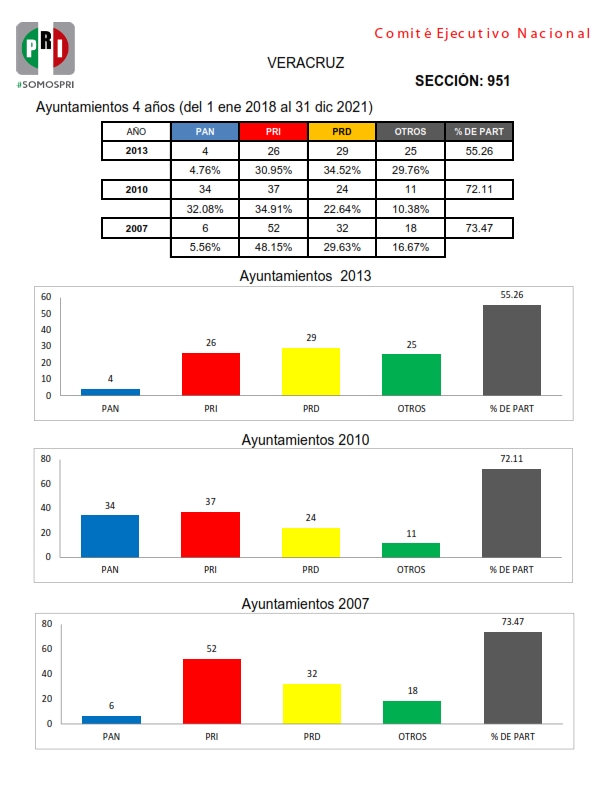 Comité Ejecutivo Nacional
PRI
#SOMOSPRI
VERACRUZ
SECCIÓN: 951
Ayuntamientos 4 años (del 1 ene 2018 al 31 dic 2021)
AÑO PAN PRI PRD OTROS % DE PART
2013 4 26 29 25 55.26
4.76% 30.95% 34.52% 29.76%
2010 34 37 24 11 72.11
32.08% 34.91% 22.64% 10.38%
2007 6 52 32 18 73.47
5.56% 48.15% 29.63% 16.67%
Ayuntamientos 2013
60
50
40
30
20
10
0
4 26 29 25 55.26
PAN PRI PRD OTROS % DE PART
Ayuntamientos 2010
80
60
40
20
0
34 37 24 11 72.11
PAN PRI PRD OTROS % DE PART
Ayuntamientos 2007
80
60
40
20
0
6 52 32 18 73.47
PAN PRI PRD OTROS % DE PART